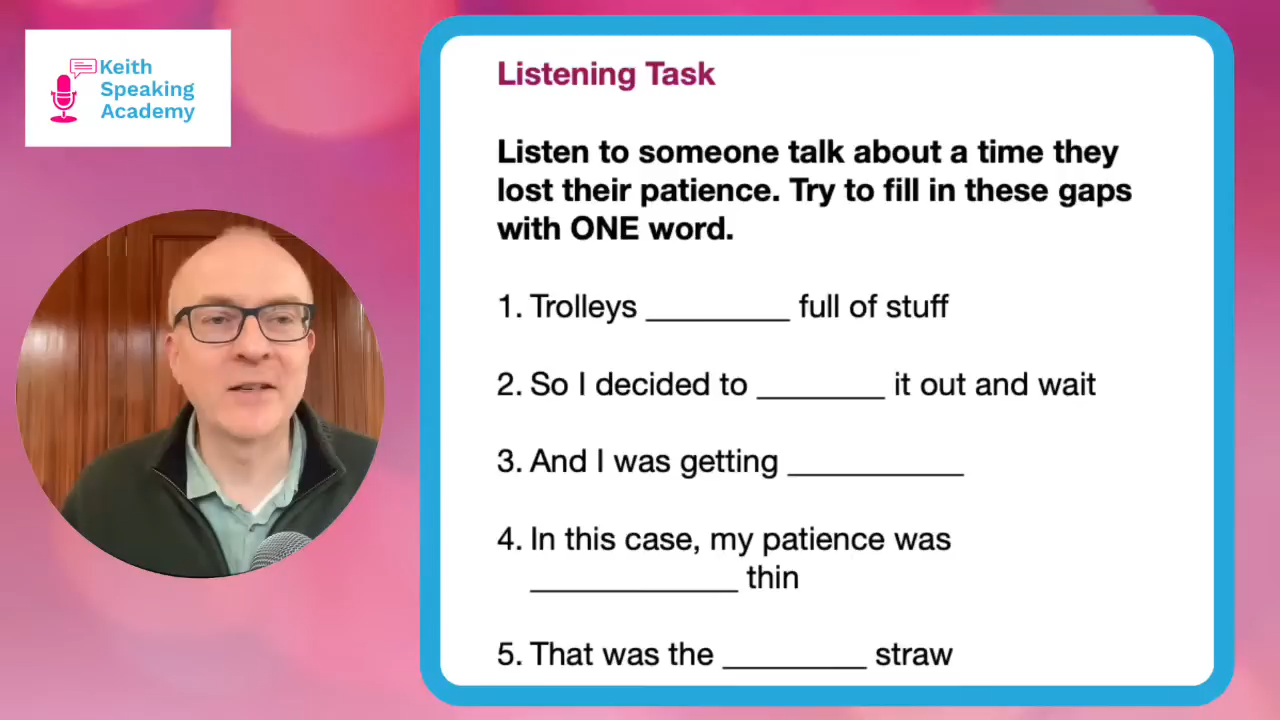 Keith
Speaking
Academy
Listening Task
Listen to someone talk about a time they
lost their patience. Try to fill in these gaps
with ONE word.
1. Trolleys _________ full of stuff
2. So I decided to ________ it out and wait
3. And I was getting ___________
4. In this case, my patience was
_____________ thin
5. That was the _________ straw